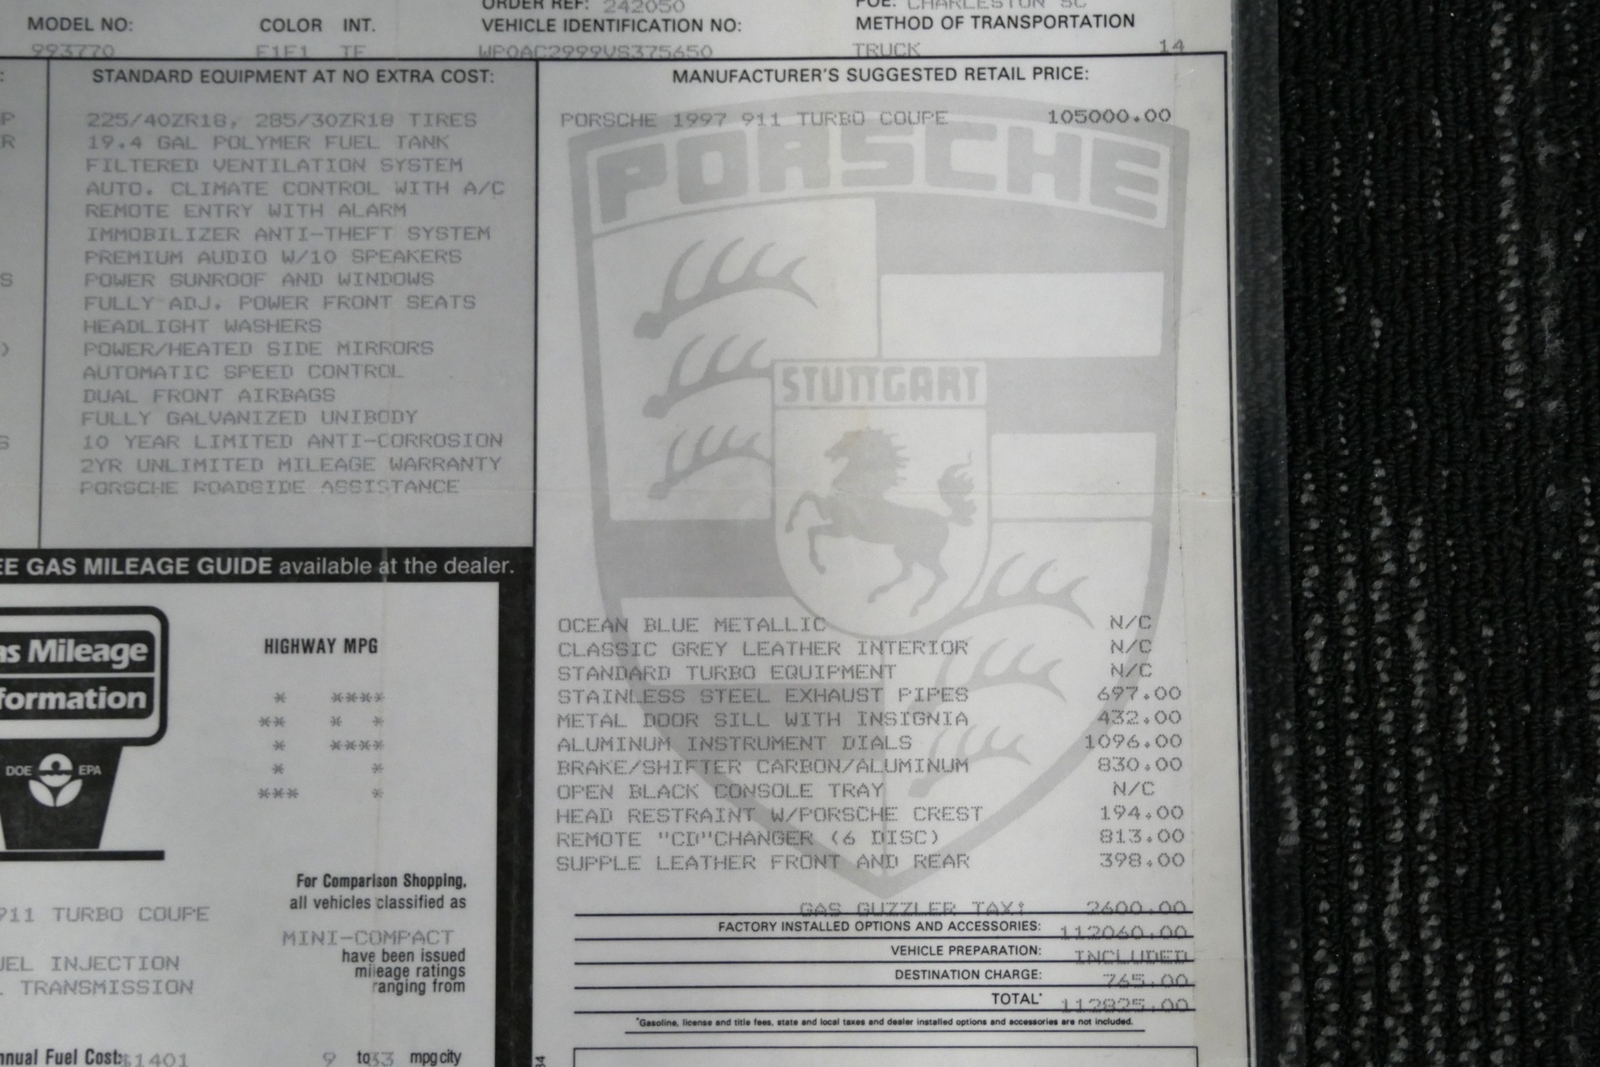 ORDER REF: 242050
POE: CHARLESTON SC
MODEL NO: COLOR INT. VEHICLE IDENTIFICATION NO: METHOD OF TRANSPORTATION
993770 F1F1 TF WP0AC2999VS375650 TRUCK 14
STANDARD EQUIPMENT AT NO EXTRA COST:
225/40ZR18, 285/30ZR18 TIRES
19.4 GAL POLYMER FUEL TANK
FILTERED VENTILATION SYSTEM
AUTO. CLIMATE CONTROL WITH A/C
REMOTE ENTRY WITH ALARM
IMMOBILIZER ANTI-THEFT SYSTEM
PREMIUM AUDIO W/10 SPEAKERS
POWER SUNROOF AND WINDOWS
FULLY ADJ. POWER FRONT SEATS
HEADLIGHT WASHERS
POWER/HEATED SIDE MIRRORS
AUTOMATIC SPEED CONTROL
DUAL FRONT AIRBAGS
FULLY GALVANIZED UNIBODY
10 YEAR LIMITED ANTI-CORROSION
2YR UNLIMITED MILEAGE WARRANTY
PORSCHE ROADSIDE ASSISTANCE
MANUFACTURER'S SUGGESTED RETAIL PRICE:
PORSCHE 1997 911 TURBO COUPE 105000.00
PORSCHE
STUTTGART
OCEAN BLUE METALLIC N/C
CLASSIC GREY LEATHER INTERIOR N/C
STANDARD TURBO EQUIPMENT N/C
STAINLESS STEEL EXHAUST PIPES 697.00
METAL DOOR SILL WITH INSIGNIA 432.00
ALUMINUM INSTRUMENT DIALS 1096.00
BRAKE/SHIFTER CARBON/ALUMINUM 830.00
OPEN BLACK CONSOLE TRAY N/C
HEAD RESTRAINT W/PORSCHE CREST 194.00
REMOTE "CD"CHANGER (6 DISC) 813.00
SUPPLE LEATHER FRONT AND REAR 398.00
GAS GUZZLER TAX: 2600.00
FACTORY INSTALLED OPTIONS AND ACCESSORIES: 112060.00
VEHICLE PREPARATION: INCLUDED
DESTINATION CHARGE: 765.00
TOTAL* 112825.00
*Gasoline, license and title fees, state and local taxes and dealer installed options and accessories are not included.
EE GAS MILEAGE GUIDE available at the dealer.
as Mileage
formation
DOE EPA
HIGHWAY MPG
* ****
** * *
* ****
* *
*** *
For Comparison Shopping,
all vehicles classified as
MINI-COMPACT
have been issued
mileage ratings
ranging from
911 TURBO COUPE
UEL INJECTION
TRANSMISSION
nnual Fuel Cost: $1401
9 to 33 mpg city